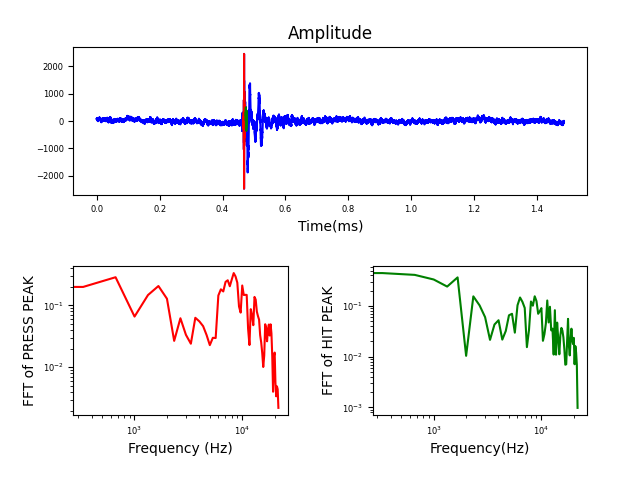 Amplitude
2000
1000
0
−1000
−2000
0.0 0.2 0.4 0.6 0.8 1.0 1.2 1.4
Time(ms)
FFT of PRESS PEAK
10⁻¹
10⁻²
10³ 10⁴
Frequency (Hz)
FFT of HIT PEAK
10⁻¹
10⁻²
10⁻³
10³ 10⁴
Frequency(Hz)